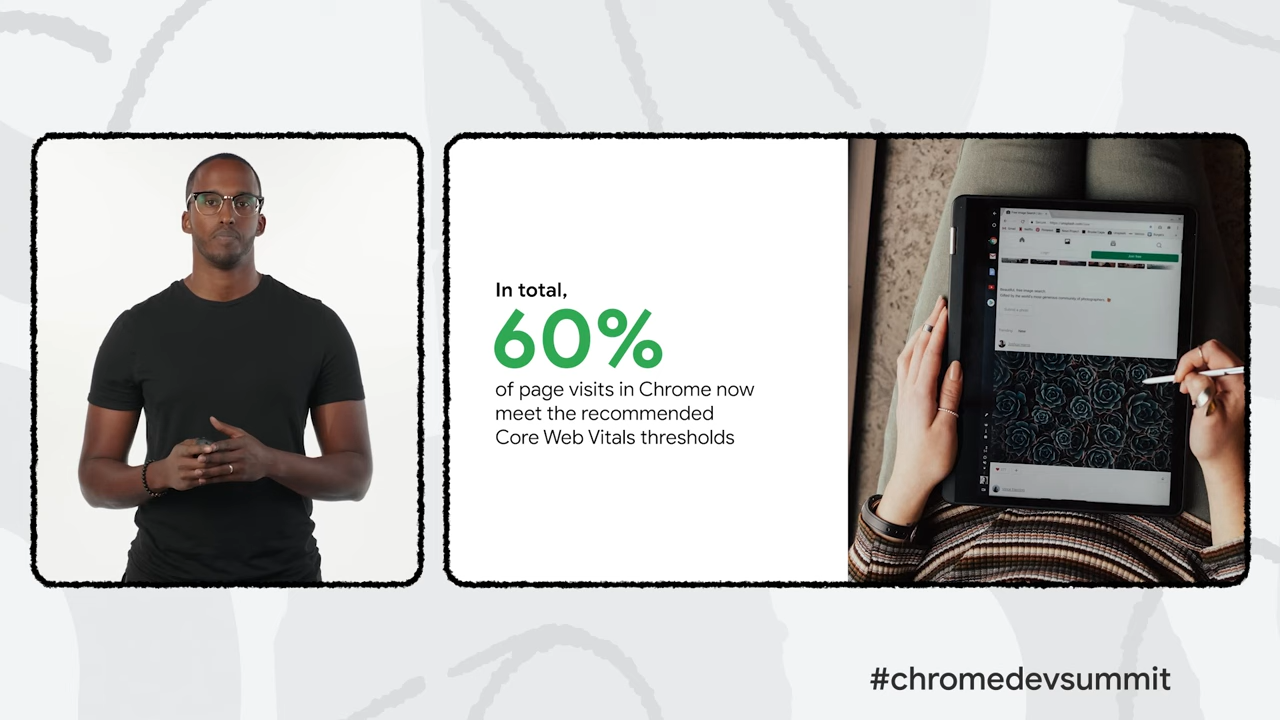 In total,
60%
of page visits in Chrome now
meet the recommended
Core Web Vitals thresholds
#chromedevsummit